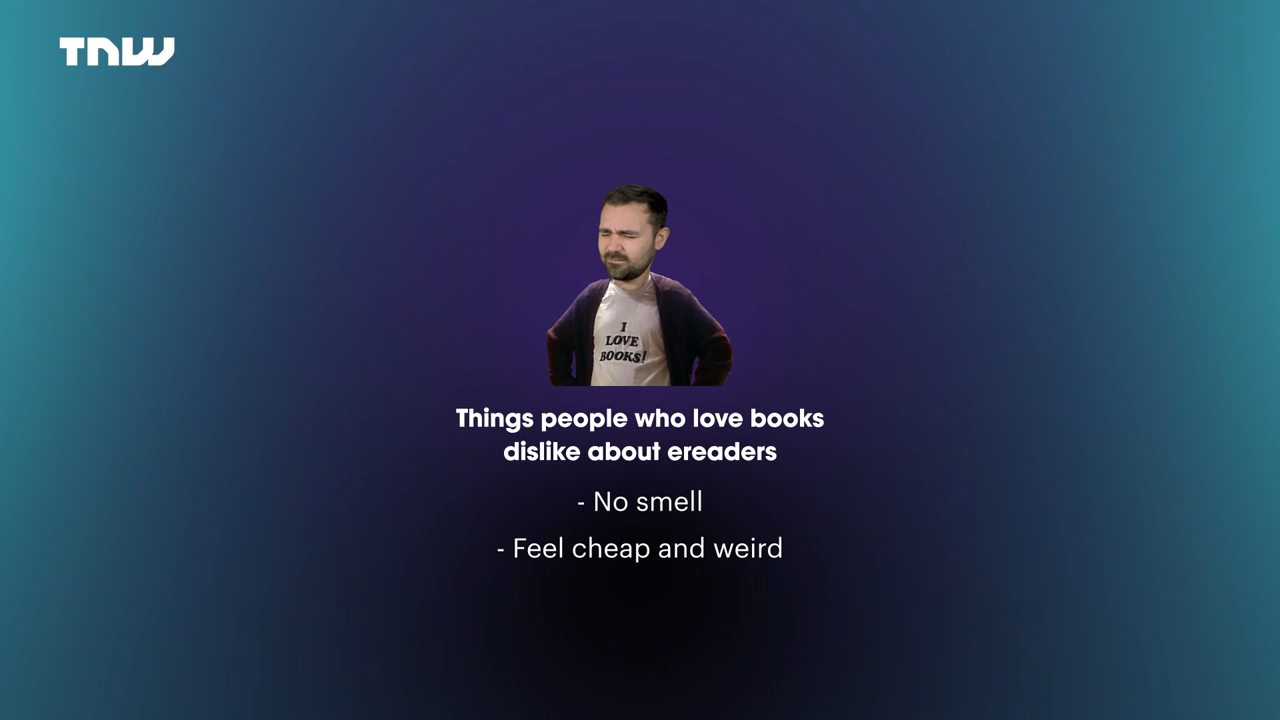 TNW
I
LOVE
BOOKS!
Things people who love books
dislike about ereaders
- No smell
- Feel cheap and weird